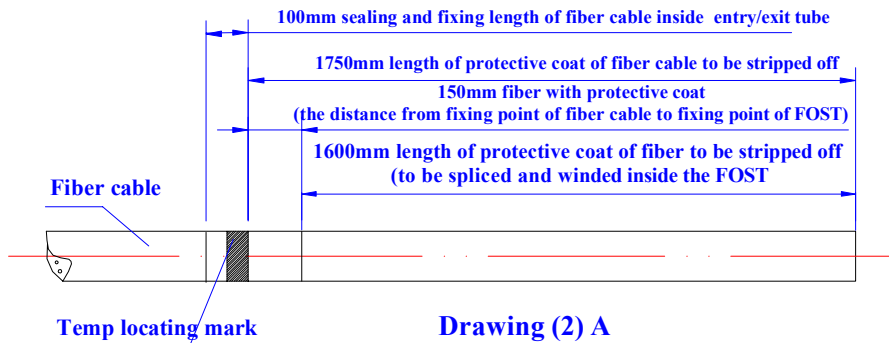 100mm sealing and fixing length of fiber cable inside entry/exit tube
1750mm length of protective coat of fiber cable to be stripped off
150mm fiber with protective coat
(the distance from fixing point of fiber cable to fixing point of FOST)
1600mm length of protective coat of fiber to be stripped off
(to be spliced and winded inside the FOST
Fiber cable
Temp locating mark
Drawing (2) A